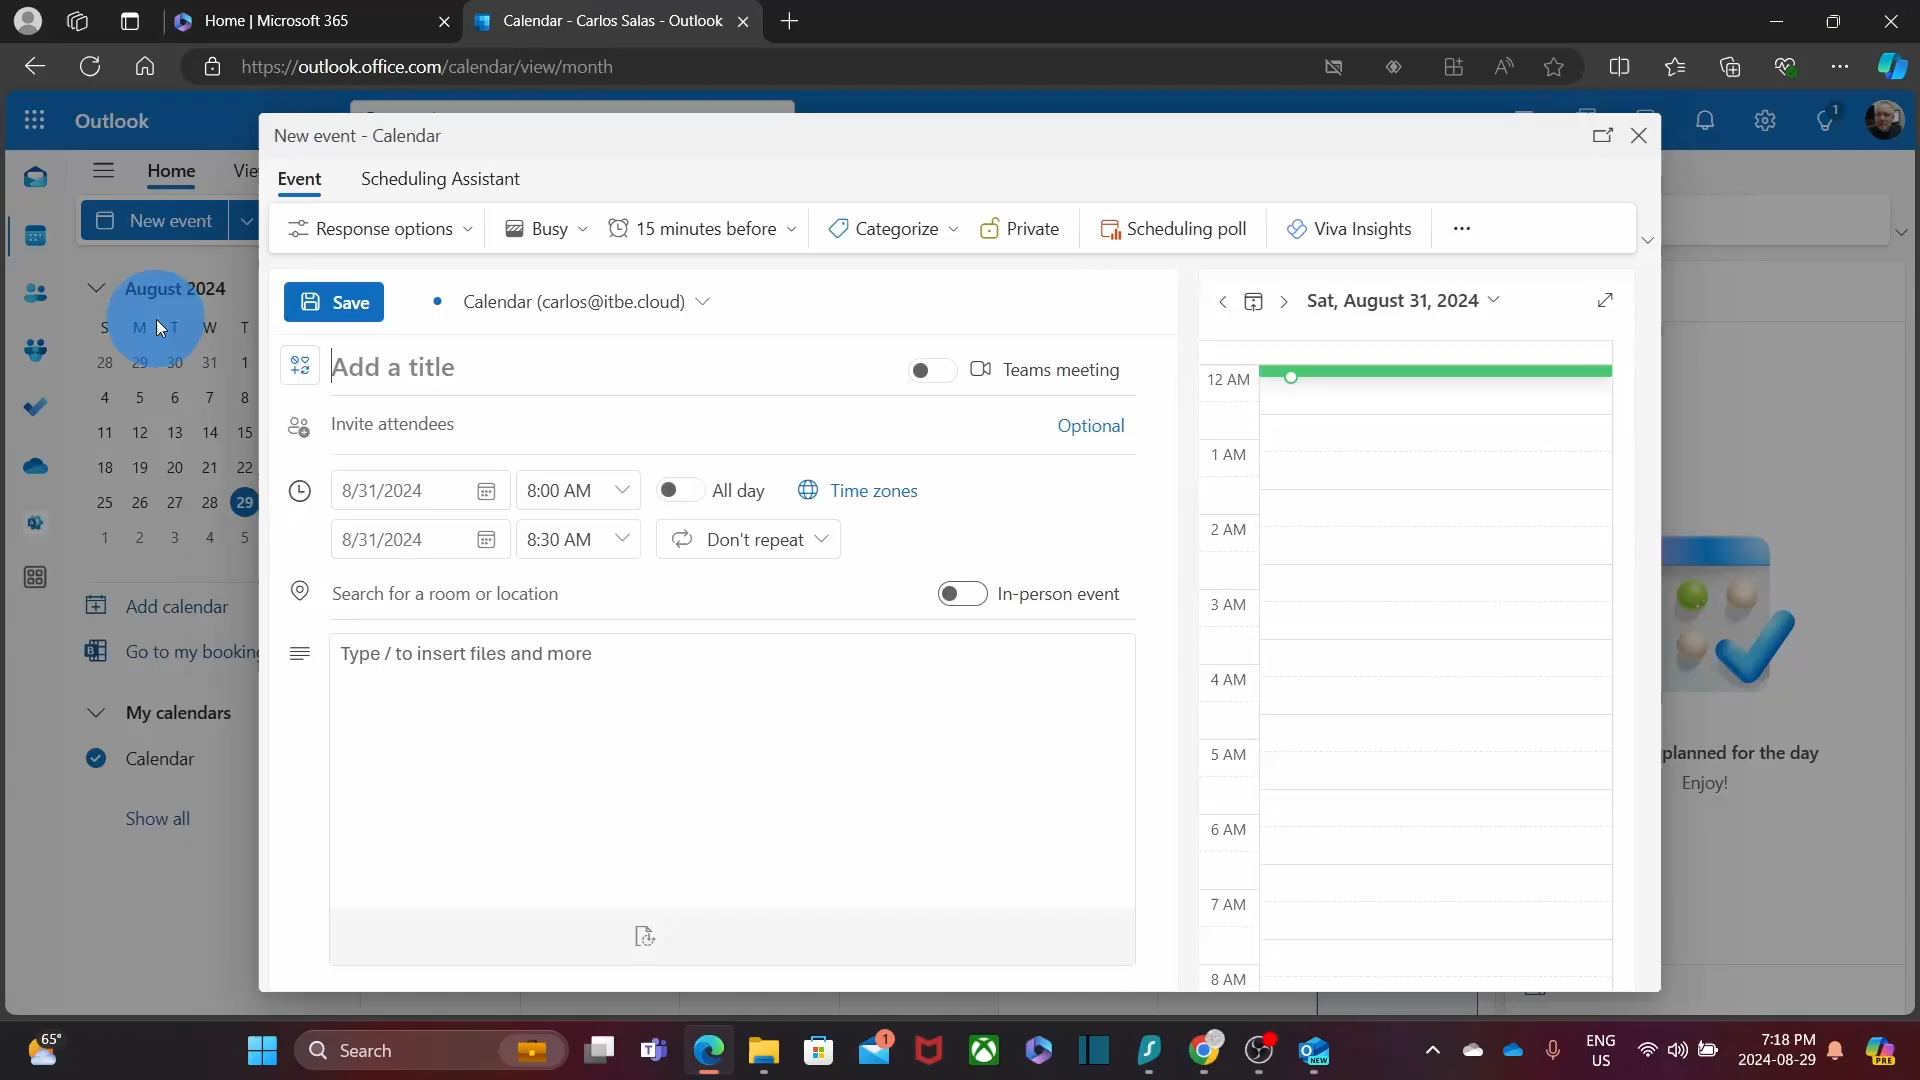 Home | Microsoft 365
Calendar - Carlos Salas - Outlook
https://outlook.office.com/calendar/view/month
Outlook
1
New event - Calendar
Home
Event
Scheduling Assistant
New event
Response options
Busy
15 minutes before
Categorize
Private
Scheduling poll
Viva Insights
August 2024
Save
Calendar (carlos@itbe.cloud)
Sat, August 31, 2024
S M T W T
28 29 30 31 1
4 5 6 7 8
11 12 13 14 15
18 19 20 21 22
25 26 27 28 29
1 2 3 4 5
Add a title
Teams meeting
Invite attendees
Optional
8/31/2024
8:00 AM
All day
Time zones
8/31/2024
8:30 AM
Don't repeat
Search for a room or location
In-person event
Type / to insert files and more
12 AM
1 AM
2 AM
3 AM
4 AM
5 AM
6 AM
7 AM
8 AM
Add calendar
Go to my booking
My calendars
Calendar
Show all
planned for the day
Enjoy!
65°
Search
1
NEW
ENG
US
7:18 PM
2024-08-29
PRE